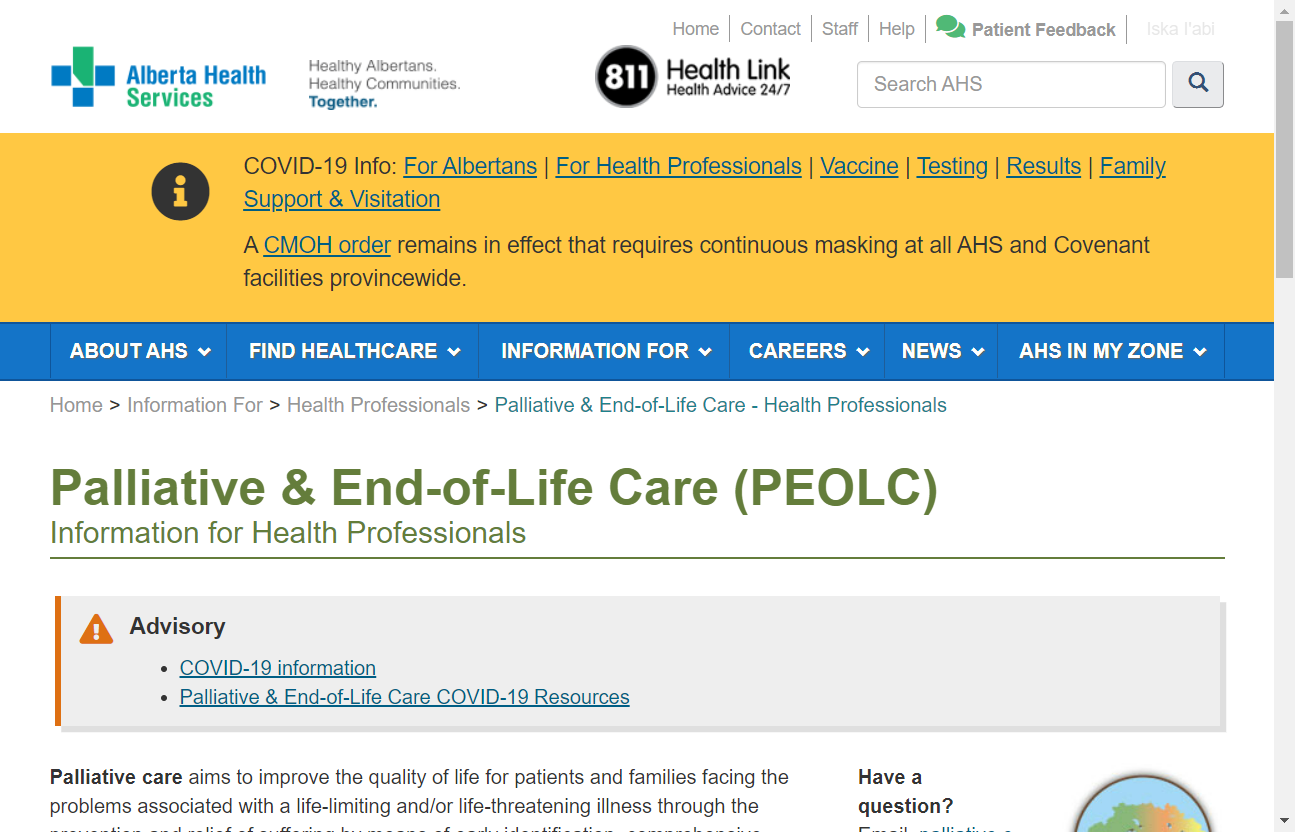 Home Contact Staff Help Patient Feedback Iska I'abi
Alberta Health
Services
Healthy Albertans.
Healthy Communities.
Together.
811 Health Link
Health Advice 24/7
Search AHS
COVID-19 Info: For Albertans | For Health Professionals | Vaccine | Testing | Results | Family
Support & Visitation
A CMOH order remains in effect that requires continuous masking at all AHS and Covenant
facilities provincewide.
ABOUT AHS FIND HEALTHCARE INFORMATION FOR CAREERS NEWS AHS IN MY ZONE
Home > Information For > Health Professionals > Palliative & End-of-Life Care - Health Professionals
Palliative & End-of-Life Care (PEOLC)
Information for Health Professionals
Advisory
• COVID-19 information
• Palliative & End-of-Life Care COVID-19 Resources
Palliative care aims to improve the quality of life for patients and families facing the
problems associated with a life-limiting and/or life-threatening illness through the
Have a
question?